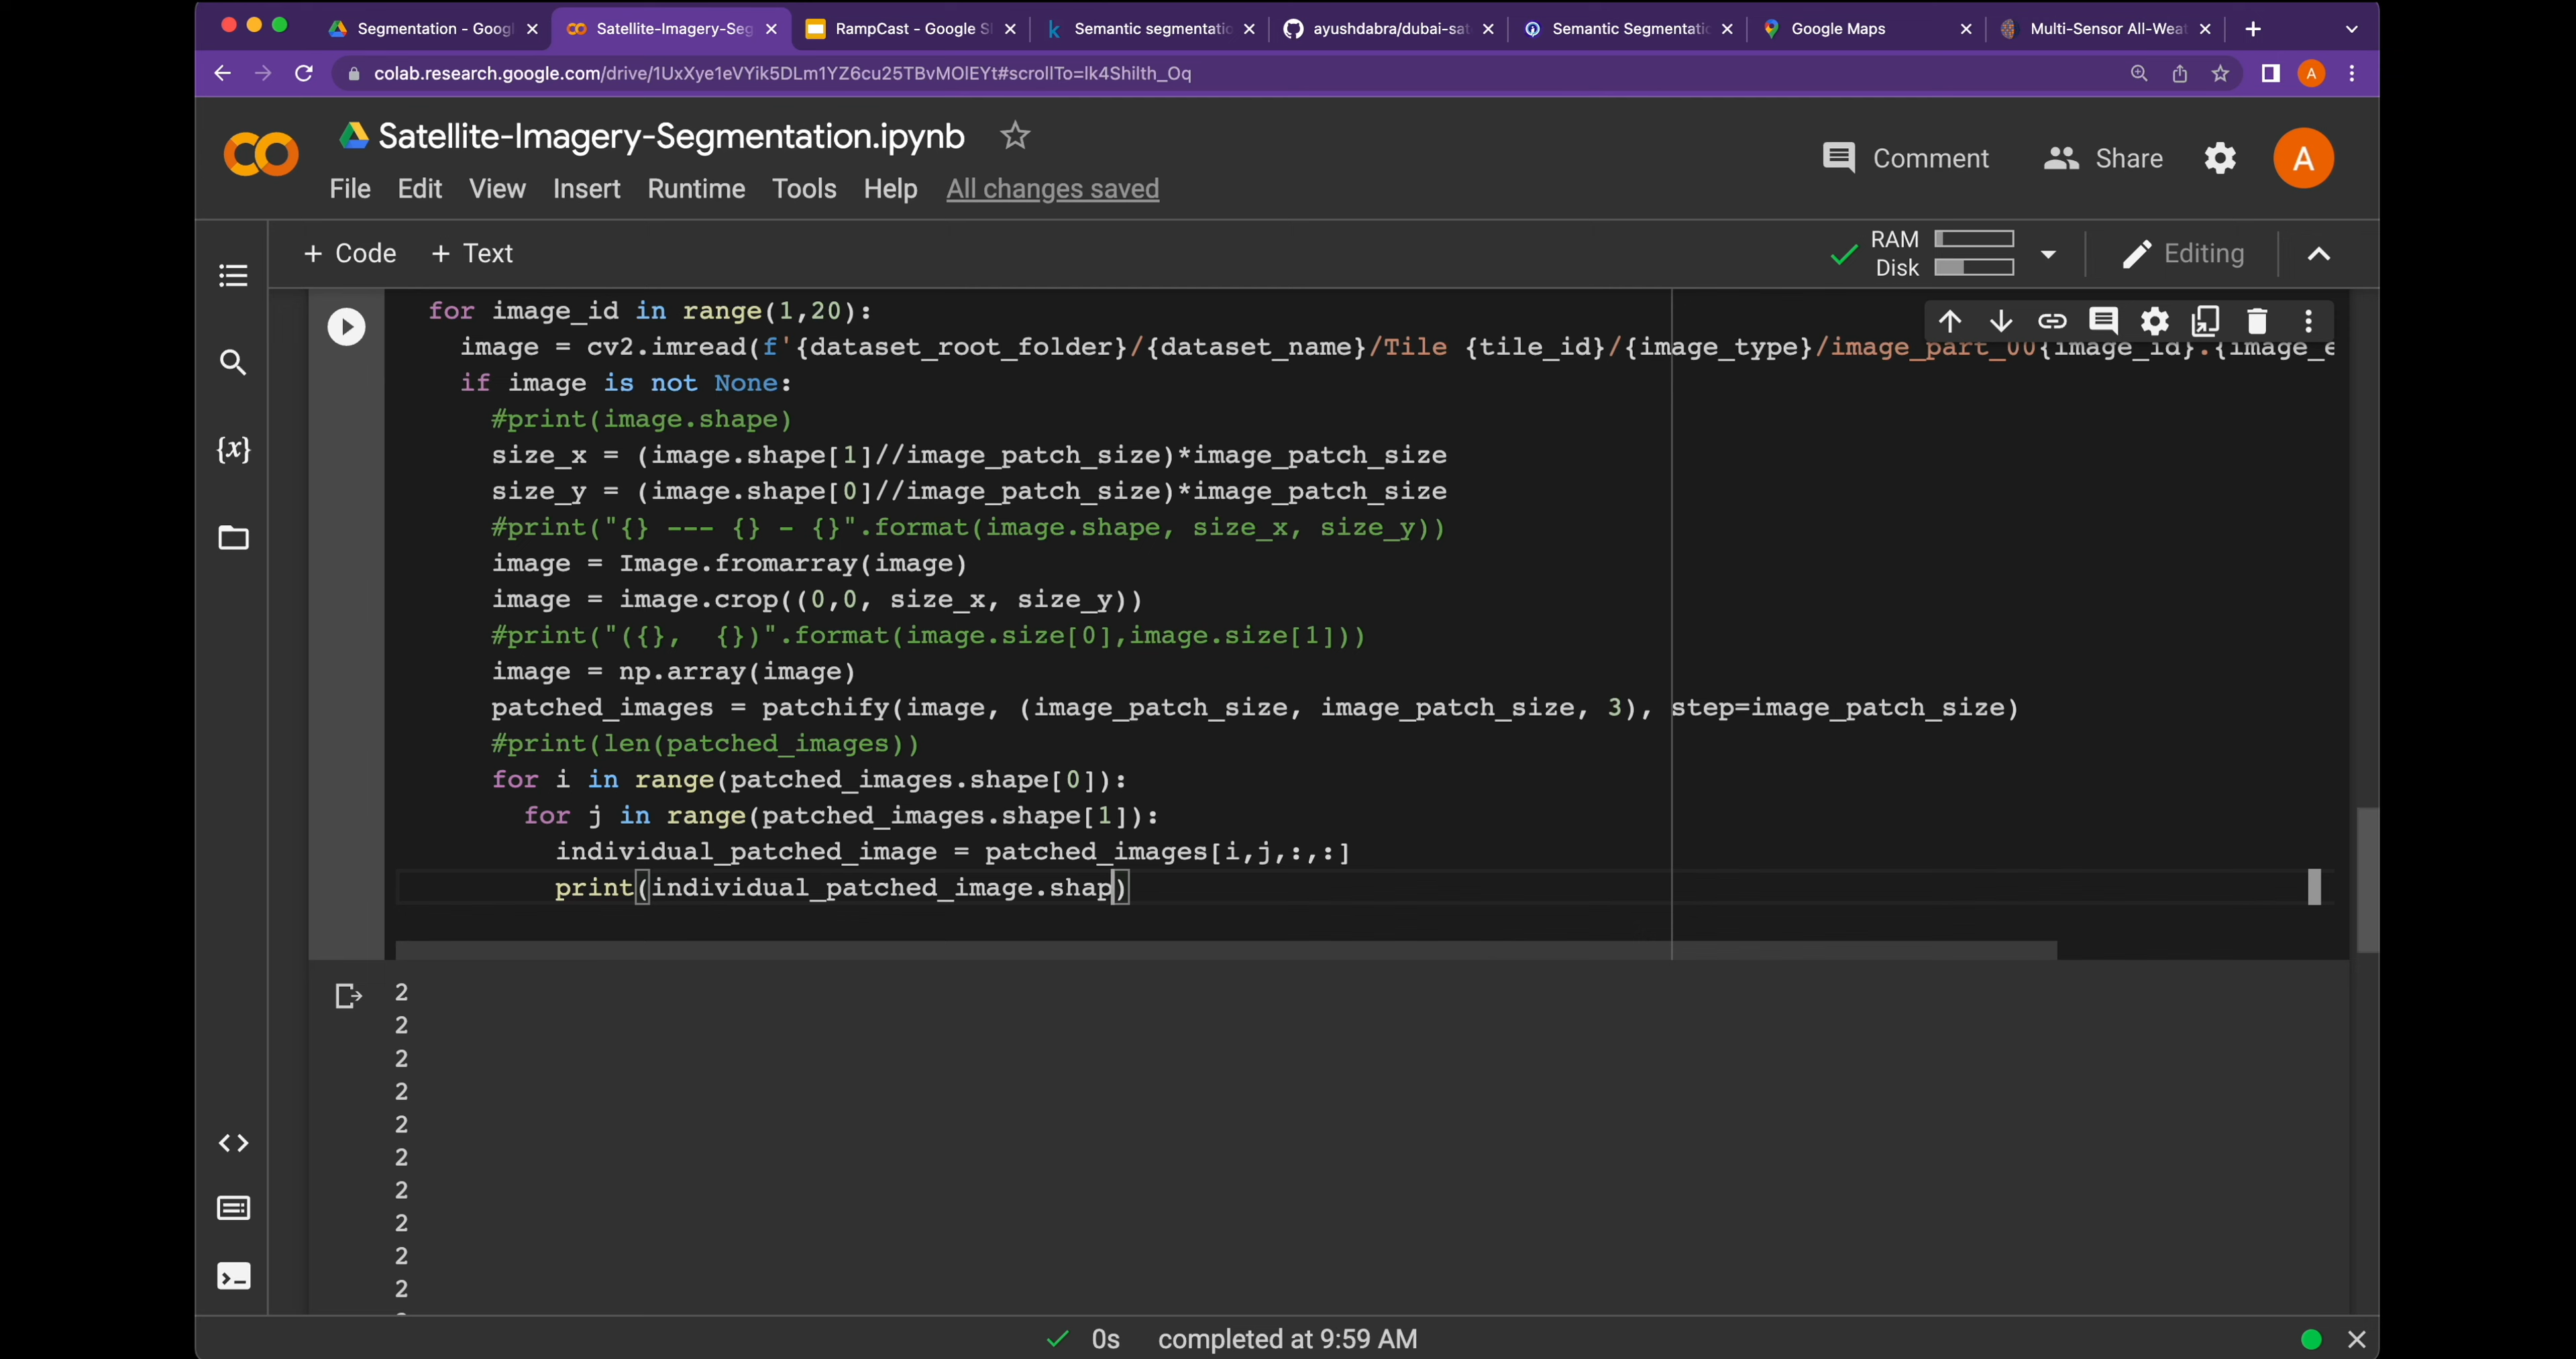 Segmentation - Googl
Satellite-Imagery-Seg
RampCast - Google Sl
Semantic segmentatio
ayushdabra/dubai-sat
Semantic Segmentatio
Google Maps
Multi-Sensor All-Weat
colab.research.google.com/drive/1UxXye1eVYik5DLm1YZ6cu25TBvMOlEYt#scrollTo=lk4Shilth_Oq
A
Satellite-Imagery-Segmentation.ipynb
Comment
Share
A
File Edit View Insert Runtime Tools Help All changes saved
+ Code + Text
RAM
Disk
Editing
for image_id in range(1,20):
image = cv2.imread(f'{dataset_root_folder}/{dataset_name}/Tile {tile_id}/{image_type}/image_part_00{image_id}.{image_e
if image is not None:
#print(image.shape)
size_x = (image.shape[1]//image_patch_size)*image_patch_size
size_y = (image.shape[0]//image_patch_size)*image_patch_size
#print("{} --- {} - {}".format(image.shape, size_x, size_y))
image = Image.fromarray(image)
image = image.crop((0,0, size_x, size_y))
#print("({},  {})".format(image.size[0],image.size[1]))
image = np.array(image)
patched_images = patchify(image, (image_patch_size, image_patch_size, 3), step=image_patch_size)
#print(len(patched_images))
for i in range(patched_images.shape[0]):
for j in range(patched_images.shape[1]):
individual_patched_image = patched_images[i,j,:,:]
print(individual_patched_image.shap)
2
2
2
2
2
2
2
2
2
2
0s completed at 9:59 AM